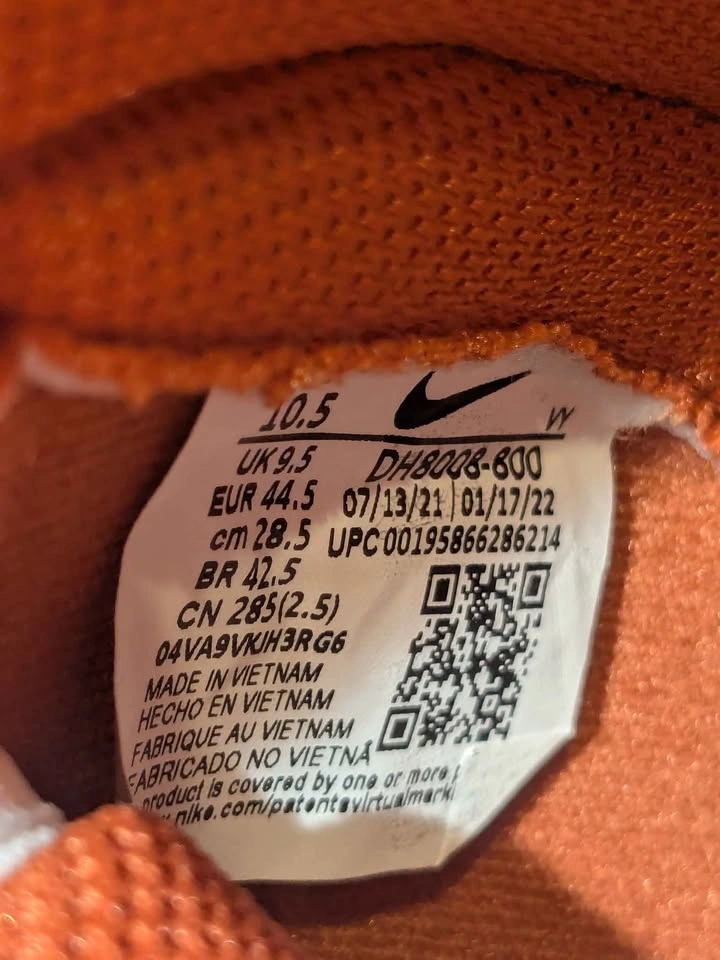 10.5
VY
UK 9.5
DH8008-800
EUR 44.5
07/13/21 | 01/17/22
cm 28.5
UPC 00195866286214
BR 42.5
CN 285(2.5)
04VA9VKJH3RG6
MADE IN VIETNAM
HECHO EN VIETNAM
FABRIQUE AU VIETNAM
FABRICADO NO VIETNÃ
product is covered by one or more
nike.com/patentsvirtualmark